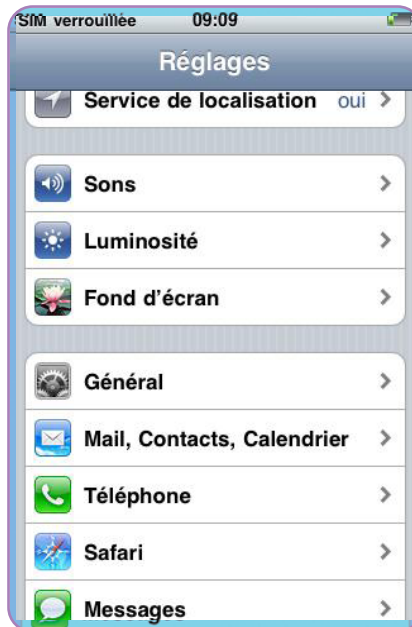 SIM verrouillée 09:09
Réglages
Service de localisation oui
Sons
Luminosité
Fond d'écran
Général
Mail, Contacts, Calendrier
Téléphone
Safari
Messages